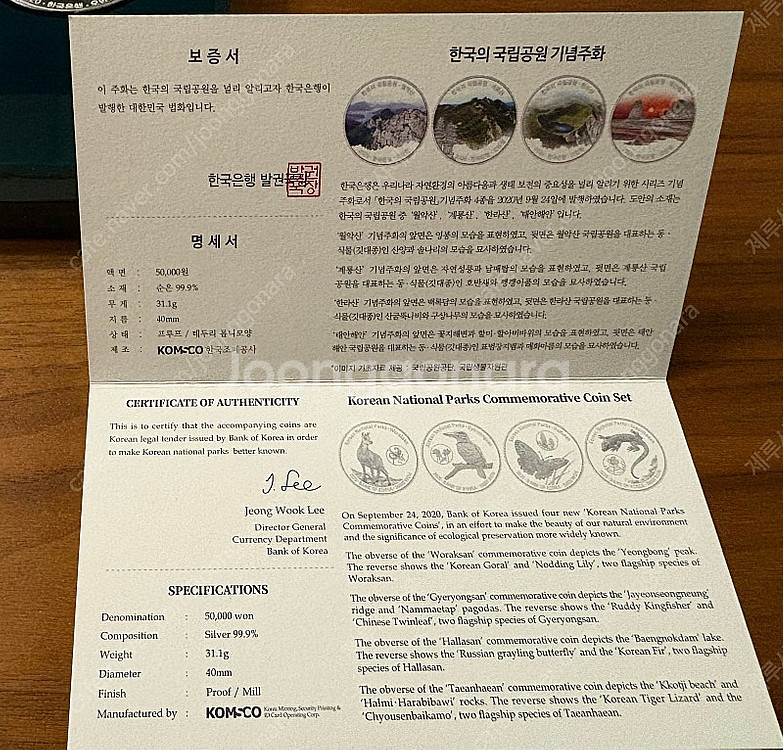 보 증 서
이 주화는 한국의 국립공원을 널리 알리고자 한국은행이
발행한 대한민국 법화입니다.
한국은행 발권국장
명 세 서
액 면 : 50,000원
소 재 : 순은 99.9%
무 게 : 31.1g
지 름 : 40mm
상 태 : 프루프 / 테두리 톱니모양
제 조 : KOMSCO 한국조폐공사
한국의 국립공원 기념주화
한국은행은 우리나라 자연환경의 아름다움과 생태 보전의 중요성을 널리 알리기 위한 시리즈 기념
주화로서 「한국의 국립공원」기념주화 4종을 2020년 9월 24일에 발행하였습니다. 도안의 소재는
한국의 국립공원 중 '월악산', '계룡산', '한라산', '태안해안' 입니다.
'월악산' 기념주화의 앞면은 영봉의 모습을 표현하였고, 뒷면은 월악산 국립공원을 대표하는 동 ·
식물(깃대종)인 산양과 솔나리의 모습을 묘사하였습니다.
'계룡산' 기념주화의 앞면은 자연성릉과 남매탑의 모습을 표현하였고, 뒷면은 계룡산 국립
공원을 대표하는 동 · 식물(깃대종)인 호반새와 깽깽이풀의 모습을 묘사하였습니다.
'한라산' 기념주화의 앞면은 백록담의 모습을 표현하였고, 뒷면은 한라산 국립공원을 대표하는 동 ·
식물(깃대종)인 산굴뚝나비와 구상나무의 모습을 묘사하였습니다.
'태안해안' 기념주화의 앞면은 꽃지해변과 할미·할아비바위의 모습을 표현하였고, 뒷면은 태안
해안 국립공원을 대표하는 동 · 식물(깃대종)인 표범장지뱀과 매화마름의 모습을 묘사하였습니다.
*이미지 기초자료 제공 : 국립공원공단, 국립생물자원관
Joonggonara
CERTIFICATE OF AUTHENTICITY
This is to certify that the accompanying coins are
Korean legal tender issued by Bank of Korea in order
to make Korean national parks better known.
J. Lee
Jeong Wook Lee
Director General
Currency Department
Bank of Korea
SPECIFICATIONS
Denomination : 50,000 won
Composition : Silver 99.9%
Weight : 31.1g
Diameter : 40mm
Finish : Proof / Mill
Manufactured by : KOMSCO Korea Minting, Security Printing & ID Card Operating Corp.
Korean National Parks Commemorative Coin Set
On September 24, 2020, Bank of Korea issued four new 'Korean National Parks
Commemorative Coins', in an effort to make the beauty of our natural environment
and the significance of ecological preservation more widely known.
The obverse of the 'Woraksan' commemorative coin depicts the 'Yeongbong' peak.
The reverse shows the 'Korean Goral' and 'Nodding Lily', two flagship species of
Woraksan.
The obverse of the 'Gyeryongsan' commemorative coin depicts the 'Jayeonseongneung'
ridge and 'Nammaetap' pagodas. The reverse shows the 'Ruddy Kingfisher' and
'Chinese Twinleaf', two flagship species of Gyeryongsan.
The obverse of the 'Hallasan' commemorative coin depicts the 'Baengnokdam' lake.
The reverse shows the 'Russian grayling butterfly' and the 'Korean Fir', two flagship
species of Hallasan.
The obverse of the 'Taeanhaean' commemorative coin depicts the 'Kkotji beach' and
'Halmi·Harabibawi' rocks. The reverse shows the 'Korean Tiger Lizard' and the
'Chyousenbaikamo', two flagship species of Taeanhaean.